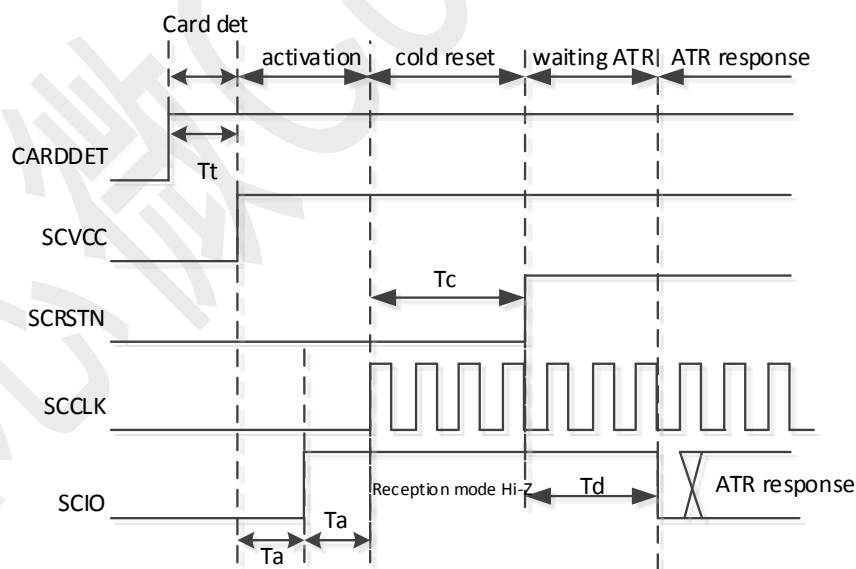 Card det
activation cold reset waiting ATR ATR response
CARDDET
Tt
SCVCC
Tc
SCRSTN
SCCLK
Reception mode Hi-Z Td ATR response
SCIO
Ta Ta